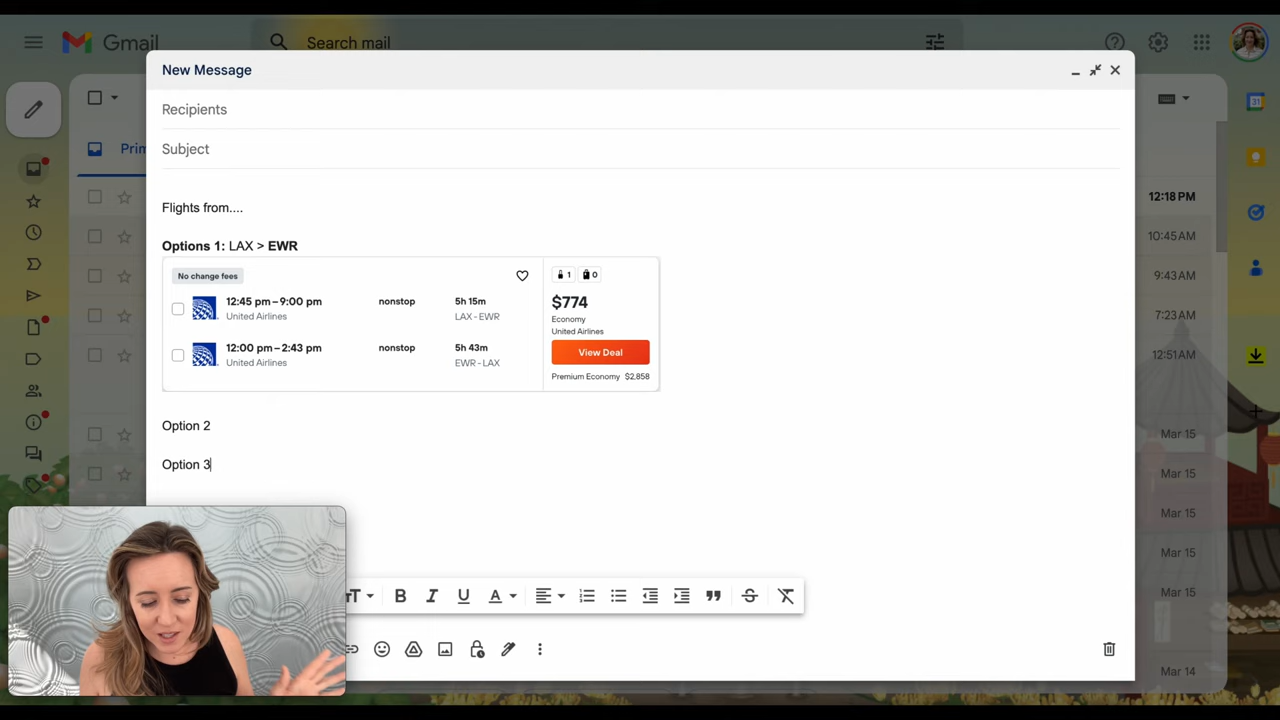 Gmail
Search mail
New Message
Recipients
Subject
Prim
12:18 PM
10:45 AM
9:43 AM
7:23 AM
12:51 AM
Mar 15
Mar 15
Mar 15
Mar 15
Mar 15
Mar 14
31
Flights from....
Options 1: LAX > EWR
No change fees
1
0
12:45 pm – 9:00 pm
nonstop
5h 15m
United Airlines
LAX - EWR
12:00 pm – 2:43 pm
nonstop
5h 43m
United Airlines
EWR - LAX
$774
Economy
United Airlines
View Deal
Premium Economy $2,858
Option 2
Option 3